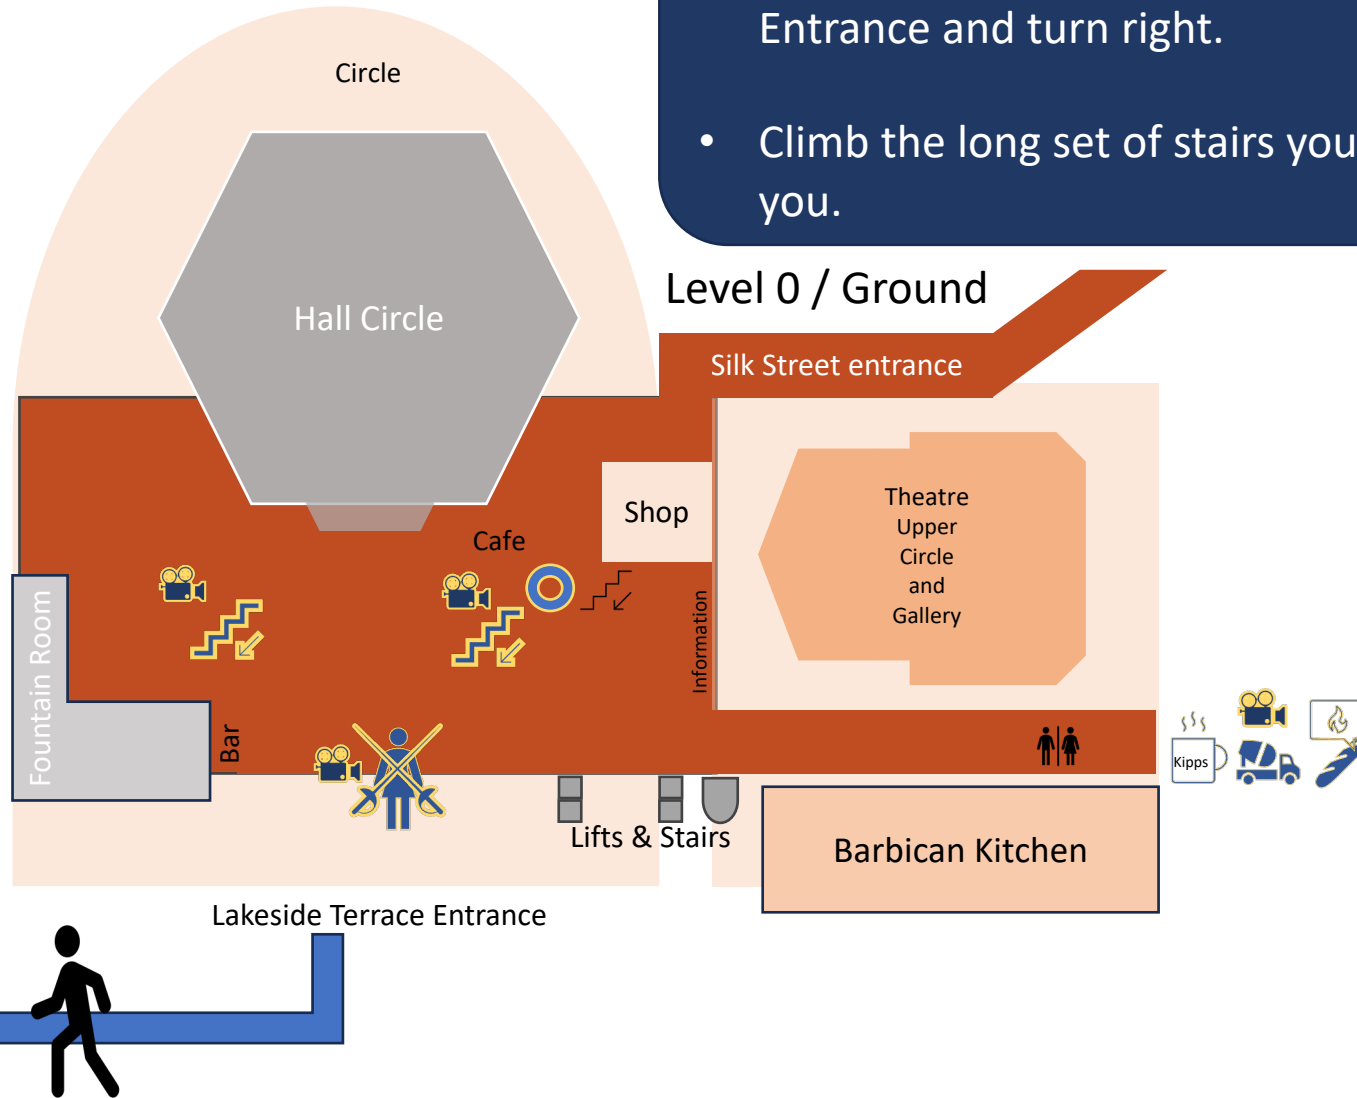 Entrance and turn right.
• Climb the long set of stairs you
you.
Circle
Hall Circle
Level 0 / Ground
Silk Street entrance
Shop
Cafe
Theatre
Upper
Circle
and
Gallery
Information
Fountain Room
Bar
Kipps
Lifts & Stairs
Barbican Kitchen
Lakeside Terrace Entrance